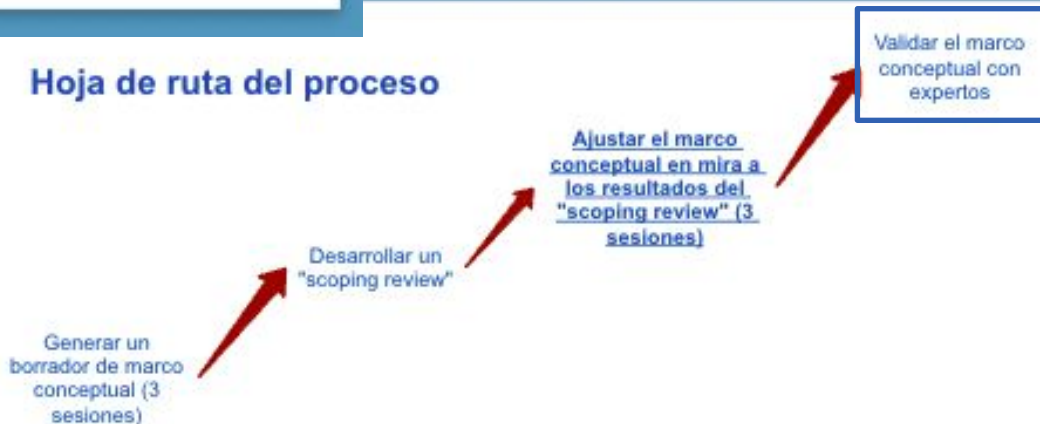 Hoja de ruta del proceso
Validar el marco
conceptual con
expertos
Ajustar el marco
conceptual en mira a
los resultados del
"scoping review" (3
sesiones)
Desarrollar un
"scoping review"
Generar un
borrador de marco
conceptual (3
sesiones)